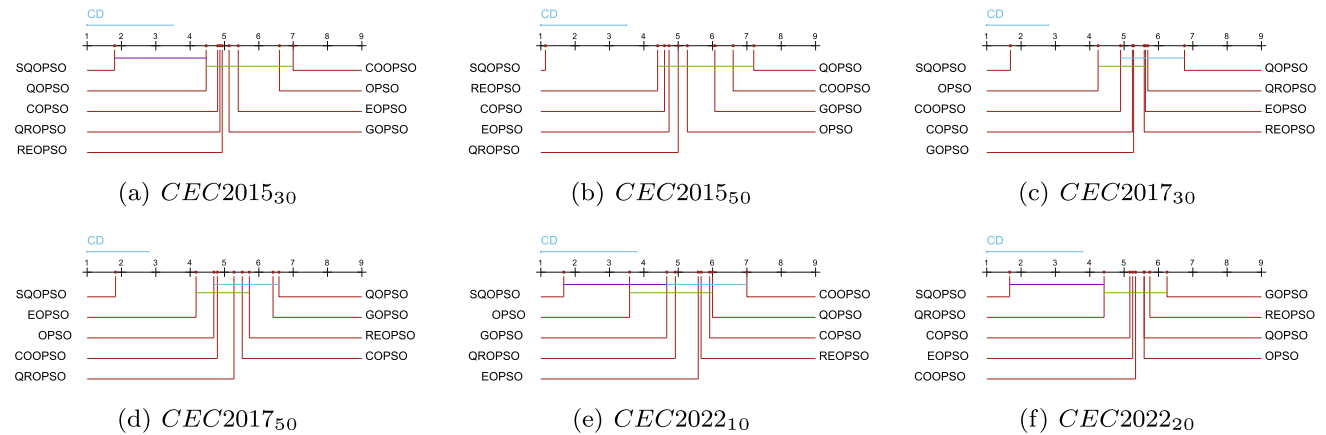 CD
1 2 3 4 5 6 7 8 9
SQOPSO COOPSO
QOPSO OPSO
COPSO EOPSO
QROPSO GOPSO
REOPSO
(a) CEC2015₃₀
CD
1 2 3 4 5 6 7 8 9
SQOPSO QOPSO
REOPSO COOPSO
COPSO GOPSO
EOPSO OPSO
QROPSO
(b) CEC2015₅₀
CD
1 2 3 4 5 6 7 8 9
SQOPSO QOPSO
OPSO QROPSO
COOPSO EOPSO
COPSO REOPSO
GOPSO
(c) CEC2017₃₀
CD
1 2 3 4 5 6 7 8 9
SQOPSO QOPSO
EOPSO GOPSO
OPSO REOPSO
COOPSO COPSO
QROPSO
(d) CEC2017₅₀
CD
1 2 3 4 5 6 7 8 9
SQOPSO COOPSO
OPSO QOPSO
GOPSO COPSO
QROPSO REOPSO
EOPSO
(e) CEC2022₁₀
CD
1 2 3 4 5 6 7 8 9
SQOPSO GOPSO
QROPSO REOPSO
COPSO QOPSO
EOPSO OPSO
COOPSO
(f) CEC2022₂₀